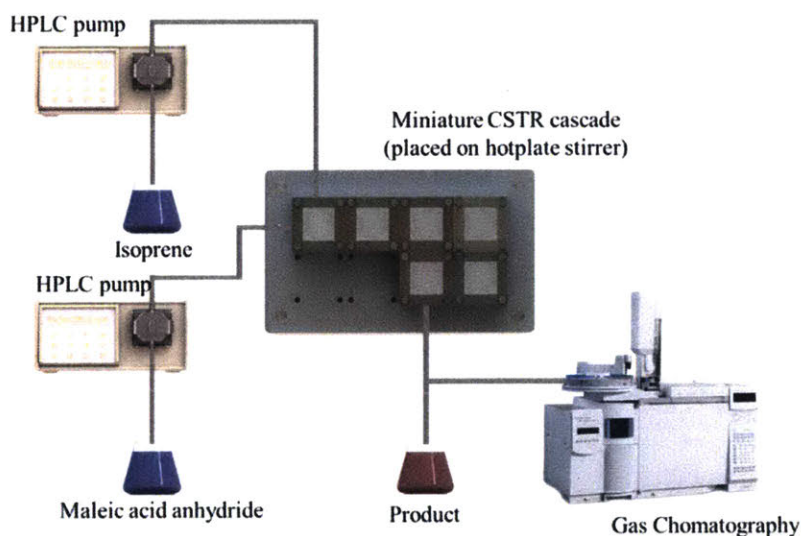 HPLC pump
Miniature CSTR cascade
(placed on hotplate stirrer)
Isoprene
HPLC pump
Maleic acid anhydride
Product
Gas Chomatography